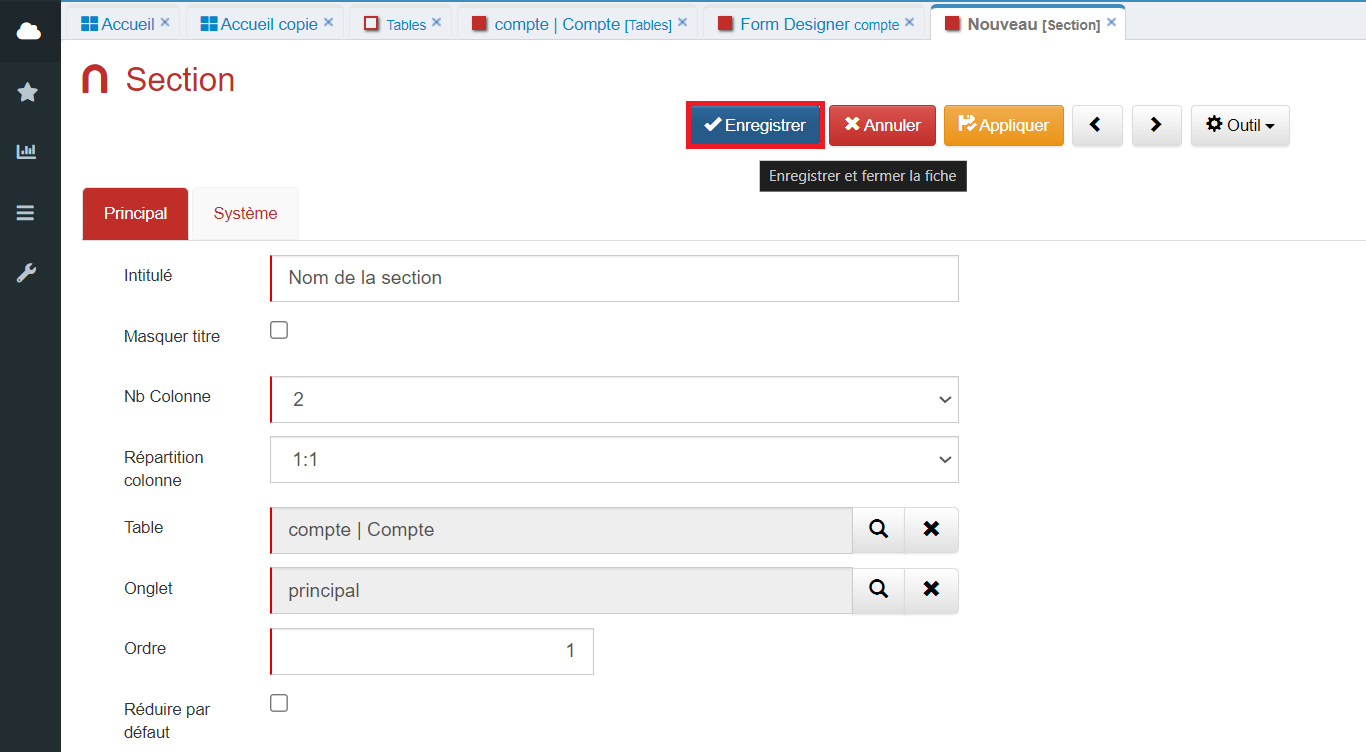 Accueil
Accueil copie
Tables
compte | Compte [Tables]
Form Designer compte
Nouveau [Section]
Section
Enregistrer
Annuler
Appliquer
Outil
Enregistrer et fermer la fiche
Principal
Système
Intitulé
Nom de la section
Masquer titre
Nb Colonne
2
Répartition
colonne
1:1
Table
compte | Compte
Onglet
principal
Ordre
1
Réduire par
défaut